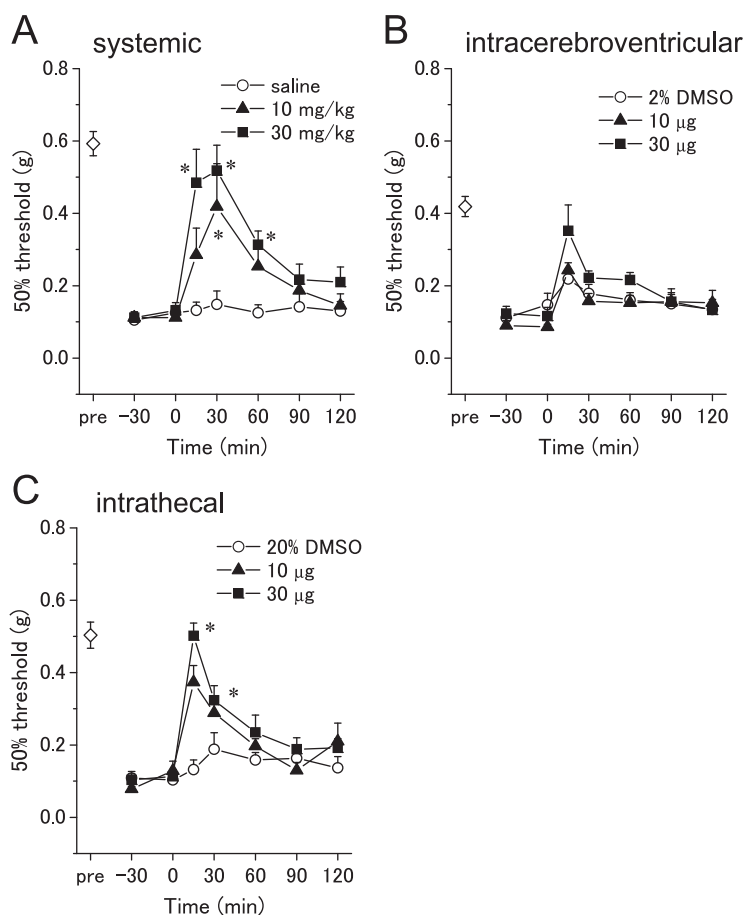 A systemic
saline
10 mg/kg
30 mg/kg
50% threshold (g)
0.8
0.6
0.4
0.2
0.0
* * * *
pre −30 0 30 60 90 120
Time (min)
B intracerebroventricular
2% DMSO
10 μg
30 μg
50% threshold (g)
0.8
0.6
0.4
0.2
0.0
pre −30 0 30 60 90 120
Time (min)
C intrathecal
20% DMSO
10 μg
30 μg
50% threshold (g)
0.8
0.6
0.4
0.2
0.0
* *
pre −30 0 30 60 90 120
Time (min)